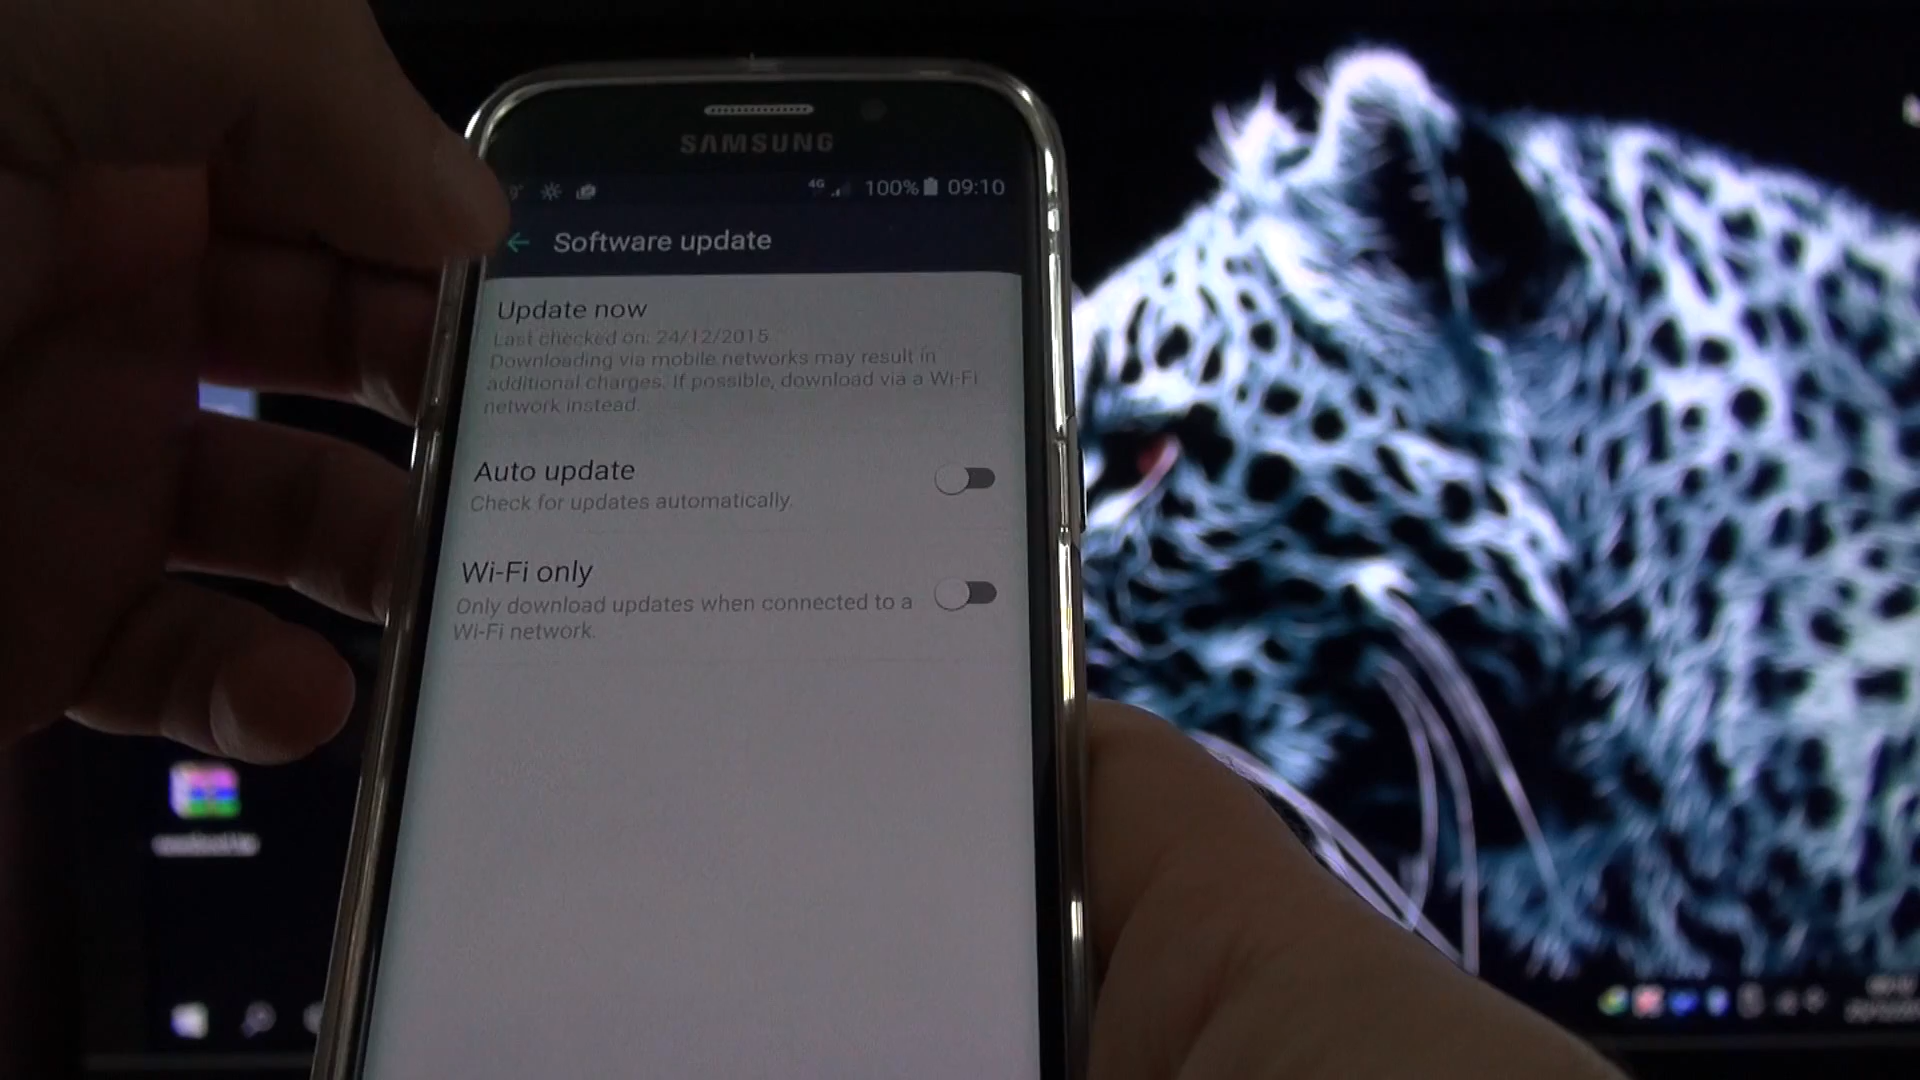 SAMSUNG
4G 100% 09:10
Software update
Update now
Last checked on: 24/12/2015
Downloading via mobile networks may result in
additional charges. If possible, download via a Wi-Fi
network instead.
Auto update
Check for updates automatically.
Wi-Fi only
Only download updates when connected to a
Wi-Fi network.